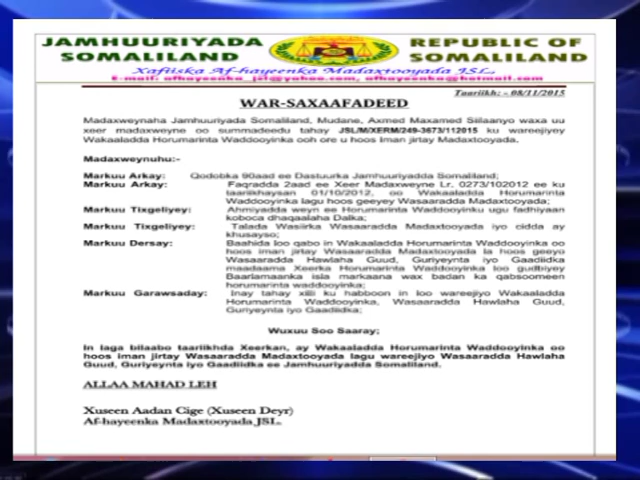 JAMHUURIYADA REPUBLIC OF
SOMALILAND SOMALILAND
Xafiiska Af-hayeenka Madaxtooyada JSL,
E-mail: afhayeenka_jsl@yahoo.com, afhayeenka@hotmail.com
Taariikh: - 08/11/2015
WAR-SAXAAFADEED
Madaxweynaha Jamhuuriyada Somaliland, Mudane, Axmed Maxamed Siilaanyo waxa uu
xeer madaxweyne oo summadeedu tahay JSL/M/XERM/249-3673/112015 ku wareejiyey
Wakaaladda Horumarinta Waddooyinka ooh ore u hoos iman jirtay Madaxtooyada.
Madaxweynuhu:-
Markuu Arkay: Qodobka 90aad ee Dastuurka Jamhuuriyadda Somaliland;
Markuu Arkay: Faqradda 2aad ee Xeer Madaxweyne Lr. 0273/102012 ee ku
taariikhaysan 01/10/2012, oo Wakaaladda Horumarinta
Waddooyinka lagu hoos geeyey Wasaaradda Madaxtooyada;
Markuu Tixgeliyey: Ahmiyadda weyn ee Horumarinta Waddooyinku ugu fadhiyaan
koboca dhaqaalaha Dalka;
Markuu Tixgeliyey: Talada Wasiirka Wasaaradda Madaxtooyada iyo cidda ay
khusayso;
Markuu Dersay: Baahida loo qabo in Wakaaladda Horumarinta Waddooyinka oo
hoos iman jirtay Wasaaradda Madaxtooyada la hoos geeyo
Wasaaradda Hawlaha Guud, Guriyeynta iyo Gaadiidka
maadaama Xeerka Horumarinta Waddooyinka loo gudbiyey
Baarlamaanka isla markaana wax badan ka qabsoomeen
horumarinta waddooyinka;
Markuu Garawsaday: Inay tahay xilli ku habboon in loo wareejiyo Wakaaladda
Horumarinta Waddooyinka, Wasaaradda Hawlaha Guud,
Guriyeynta iyo Gaadiidka;
Wuxuu Soo Saaray;
In laga bilaabo taariikhda Xeerkan, ay Wakaaladda Horumarinta Waddooyinka oo
hoos iman jirtay Wasaaradda Madaxtooyada lagu wareejiyo Wasaaradda Hawlaha
Guud, Guriyeynta iyo Gaadiidka ee Jamhuuriyadda Somaliland.
ALLAA MAHAD LEH
Xuseen Aadan Cige (Xuseen Deyr)
Af-hayeenka Madaxtooyada JSL.